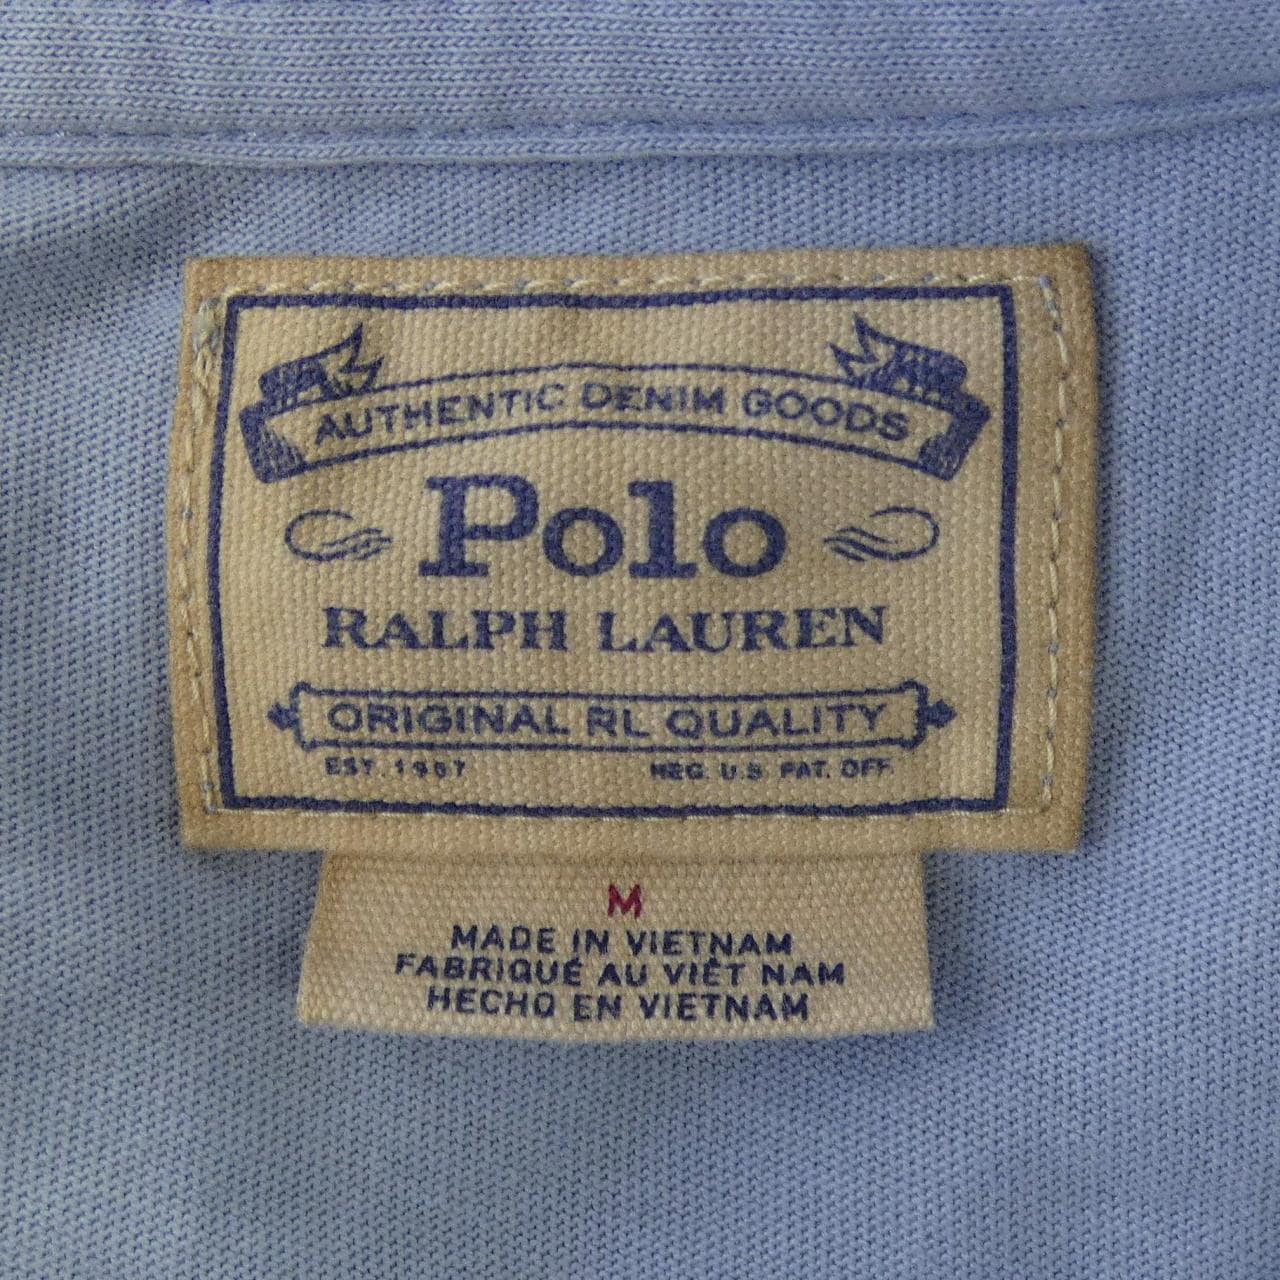 AUTHENTIC DENIM GOODS
Polo
RALPH LAUREN
ORIGINAL RL QUALITY
EST. 1967 REG. U.S PAT. OFF.
M
MADE IN VIETNAM
FABRIQUÉ AU VIÊT NAM
HECHO EN VIETNAM